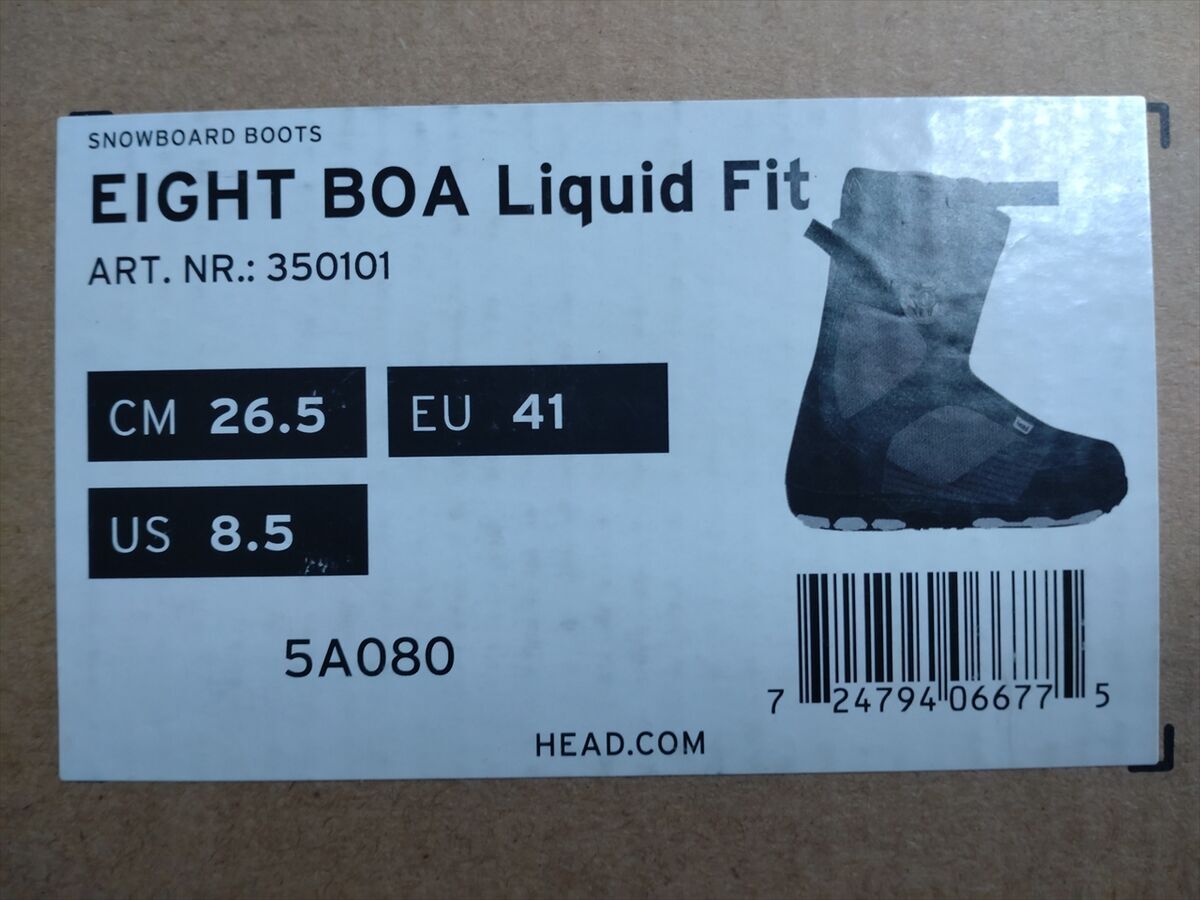 SNOWBOARD BOOTS
EIGHT BOA Liquid Fit
ART. NR.: 350101
CM 26.5 EU 41
US 8.5
5A080
7 24794 06677 5
HEAD.COM